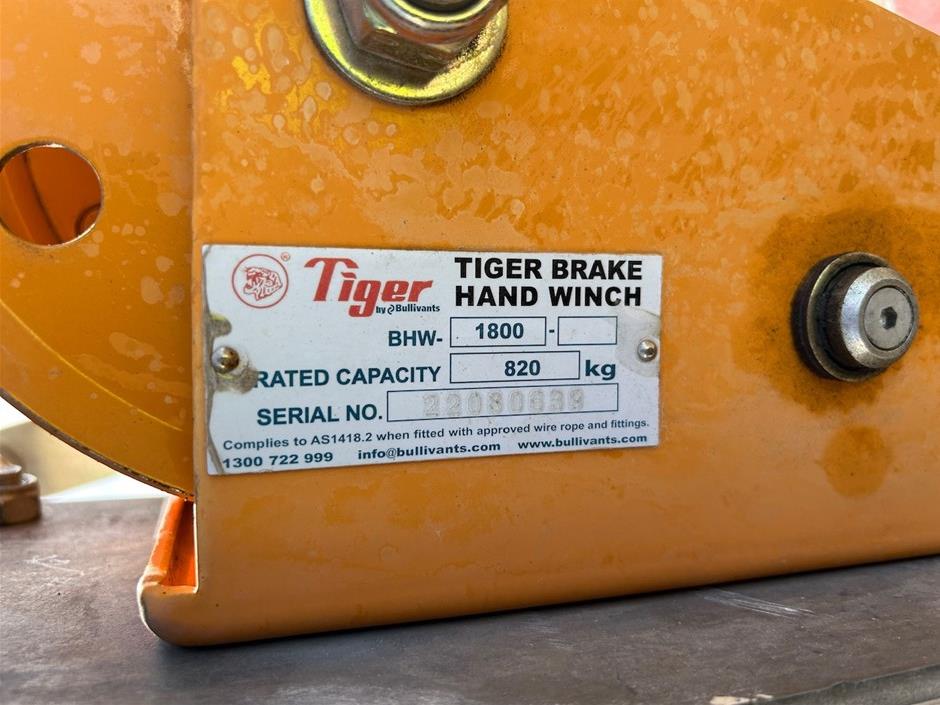 Tiger ®
by Bullivants
TIGER BRAKE
HAND WINCH
BHW- 1800 -
RATED CAPACITY 820 kg
SERIAL NO. 22080639
Complies to AS1418.2 when fitted with approved wire rope and fittings.
1300 722 999 info@bullivants.com www.bullivants.com